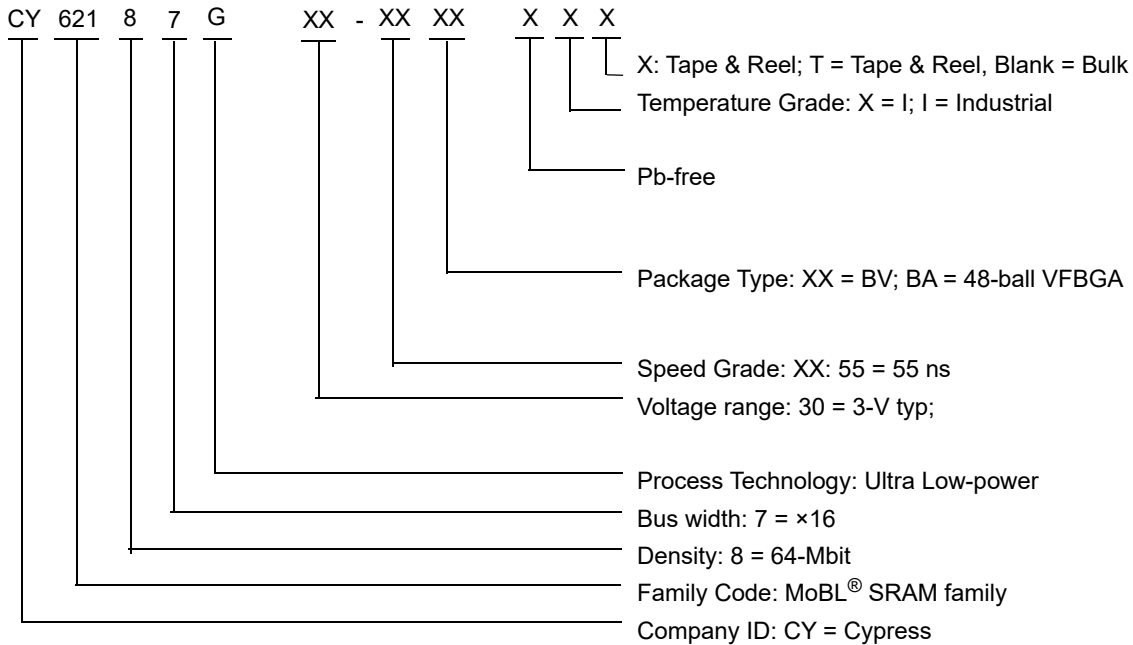 CY 621 8 7 G XX - XX XX X X X
X: Tape & Reel; T = Tape & Reel, Blank = Bulk
Temperature Grade: X = I; I = Industrial
Pb-free
Package Type: XX = BV; BA = 48-ball VFBGA
Speed Grade: XX: 55 = 55 ns
Voltage range: 30 = 3-V typ;
Process Technology: Ultra Low-power
Bus width: 7 = ×16
Density: 8 = 64-Mbit
Family Code: MoBL® SRAM family
Company ID: CY = Cypress